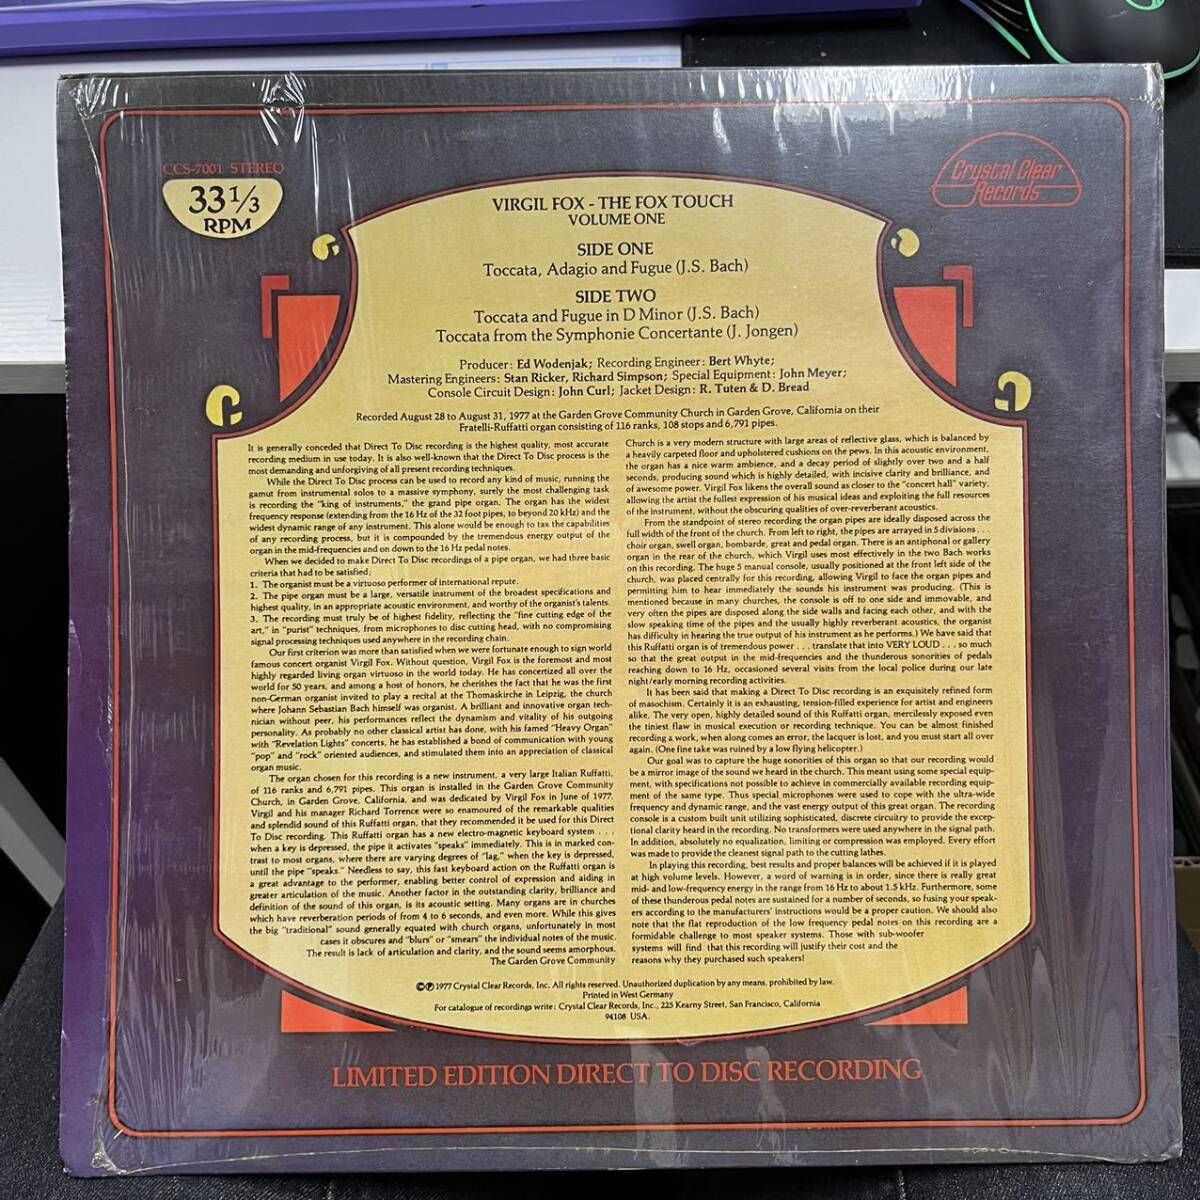 CCS-7001 STEREO
33 1/3
RPM
Crystal Clear
Records
VIRGIL FOX - THE FOX TOUCH
VOLUME ONE
SIDE ONE
Toccata, Adagio and Fugue (J.S. Bach)
SIDE TWO
Toccata and Fugue in D Minor (J.S. Bach)
Toccata from the Symphonie Concertante (J. Jongen)
Producer: Ed Wodenjak; Recording Engineer: Bert Whyte;
Mastering Engineers: Stan Ricker, Richard Simpson; Special Equipment: John Meyer;
Console Circuit Design: John Curl; Jacket Design: R. Tuten & D. Bread
Recorded August 28 to August 31, 1977 at the Garden Grove Community Church in Garden Grove, California on their
Fratelli-Ruffatti organ consisting of 116 ranks, 108 stops and 6,791 pipes.
It is generally conceded that Direct To Disc recording is the highest quality, most accurate
recording medium in use today. It is also well-known that the Direct To Disc process is the
most demanding and unforgiving of all present recording techniques.
While the Direct To Disc process can be used to record any kind of music, running the
gamut from instrumental solos to a massive symphony, surely the most challenging task
is recording the "king of instruments," the grand pipe organ. The organ has the widest
frequency response (extending from the 16 Hz of the 32 foot pipes, to beyond 20 kHz) and the
widest dynamic range of any instrument. This alone would be enough to tax the capabilities
of any recording process, but it is compounded by the tremendous energy output of the
organ in the mid-frequencies and on down to the 16 Hz pedal notes.
When we decided to make Direct To Disc recordings of a pipe organ, we had three basic
criteria that had to be satisfied;
1. The organist must be a virtuoso performer of international repute.
2. The pipe organ must be a large, versatile instrument of the broadest specifications and
highest quality, in an appropriate acoustic environment, and worthy of the organist's talents.
3. The recording must truly be of highest fidelity, reflecting the "fine cutting edge of the
art," in "purist" techniques, from microphones to disc cutting head, with no compromising
signal processing techniques used anywhere in the recording chain.
Our first criterion was more than satisfied when we were fortunate enough to sign world
famous concert organist Virgil Fox. Without question, Virgil Fox is the foremost and most
highly regarded living organ virtuoso in the world today. He has concertized all over the
world for 50 years, and among a host of honors, he cherishes the fact that he was the first
non-German organist invited to play a recital at the Thomaskirche in Leipzig, the church
where Johann Sebastian Bach himself was organist. A brilliant and innovative organ tech-
nician without peer, his performances reflect the dynamism and vitality of his outgoing
personality. As probably no other classical artist has done, with his famed "Heavy Organ"
with "Revelation Lights" concerts, he has established a bond of communication with young
"pop" and "rock" oriented audiences, and stimulated them into an appreciation of classical
organ music.
The organ chosen for this recording is a new instrument, a very large Italian Ruffatti,
of 116 ranks and 6,791 pipes. This organ is installed in the Garden Grove Community
Church, in Garden Grove, California, and was dedicated by Virgil Fox in June of 1977.
Virgil and his manager Richard Torrence were so enamoured of the remarkable qualities
and splendid sound of this Ruffatti organ, that they recommended it be used for this Direct
To Disc recording. This Ruffatti organ has a new electro-magnetic keyboard system . . .
when a key is depressed, the pipe it activates "speaks" immediately. This is in marked con-
trast to most organs, where there are varying degrees of "lag," when the key is depressed,
until the pipe "speaks." Needless to say, this fast keyboard action on the Ruffatti organ is
a great advantage to the performer, enabling better control of expression and aiding in
greater articulation of the music. Another factor in the outstanding clarity, brilliance and
definition of the sound of this organ, is its acoustic setting. Many organs are in churches
which have reverberation periods of from 4 to 6 seconds, and even more. While this gives
the big "traditional" sound generally equated with church organs, unfortunately in most
cases it obscures and "blurs" or "smears" the individual notes of the music.
The result is lack of articulation and clarity, and the sound seems amorphous.
The Garden Grove Community
Church is a very modern structure with large areas of reflective glass, which is balanced by
a heavily carpeted floor and upholstered cushions on the pews. In this acoustic environment,
the organ has a nice warm ambience, and a decay period of slightly over two and a half
seconds, producing sound which is highly detailed, with incisive clarity and brilliance, and
of awesome power. Virgil Fox likens the overall sound as closer to the "concert hall" variety,
allowing the artist the fullest expression of his musical ideas and exploiting the full resources
of the instrument, without the obscuring qualities of over-reverberant acoustics.
From the standpoint of stereo recording the organ pipes are ideally disposed across the
full width of the front of the church. From left to right, the pipes are arrayed in 5 divisions . . .
choir organ, swell organ, bombarde, great and pedal organ. There is an antiphonal or gallery
organ in the rear of the church, which Virgil uses most effectively in the two Bach works
on this recording. The huge 5 manual console, usually positioned at the front left side of the
church, was placed centrally for this recording, allowing Virgil to face the organ pipes and
permitting him to hear immediately the sounds his instrument was producing. (This is
mentioned because in many churches, the console is off to one side and immovable, and
very often the pipes are disposed along the side walls and facing each other, and with the
slow speaking time of the pipes and the usually highly reverberant acoustics, the organist
has difficulty in hearing the true output of his instrument as he performs.) We have said that
this Ruffatti organ is of tremendous power . . . translate that into VERY LOUD . . . so much
so that the great output in the mid-frequencies and the thunderous sonorities of pedals
reaching down to 16 Hz, occasioned several visits from the local police during our late
night/early morning recording activities.
It has been said that making a Direct To Disc recording is an exquisitely refined form
of masochism. Certainly it is an exhausting, tension-filled experience for artist and engineers
alike. The very open, highly detailed sound of this Ruffatti organ, mercilessly exposed even
the tiniest flaw in musical execution or recording technique. You can be almost finished
recording a work, when along comes an error, the lacquer is lost, and you must start all over
again. (One fine take was ruined by a low flying helicopter.)
Our goal was to capture the huge sonorities of this organ so that our recording would
be a mirror image of the sound we heard in the church. This meant using some special equip-
ment, with specifications not possible to achieve in commercially available recording equip-
ment of the same type. Thus special microphones were used to cope with the ultra-wide
frequency and dynamic range, and the vast energy output of this great organ. The recording
console is a custom built unit utilizing sophisticated, discrete circuitry to provide the excep-
tional clarity heard in the recording. No transformers were used anywhere in the signal path.
In addition, absolutely no equalization, limiting or compression was employed. Every effort
was made to provide the cleanest signal path to the cutting lathes.
In playing this recording, best results and proper balances will be achieved if it is played
at high volume levels. However, a word of warning is in order, since there is really great
mid- and low-frequency energy in the range from 16 Hz to about 1.5 kHz. Furthermore, some
of these thunderous pedal notes are sustained for a number of seconds, so fusing your speak-
ers according to the manufacturers' instructions would be a proper caution. We should also
note that the flat reproduction of the low frequency pedal notes on this recording are a
formidable challenge to most speaker systems. Those with sub-woofer
systems will find that this recording will justify their cost and the
reasons why they purchased such speakers!
©℗1977 Crystal Clear Records, Inc. All rights reserved. Unauthorized duplication by any means, prohibited by law.
Printed in West Germany
For catalogue of recordings write: Crystal Clear Records, Inc., 225 Kearny Street, San Francisco, California
94108 USA.
LIMITED EDITION DIRECT TO DISC RECORDING